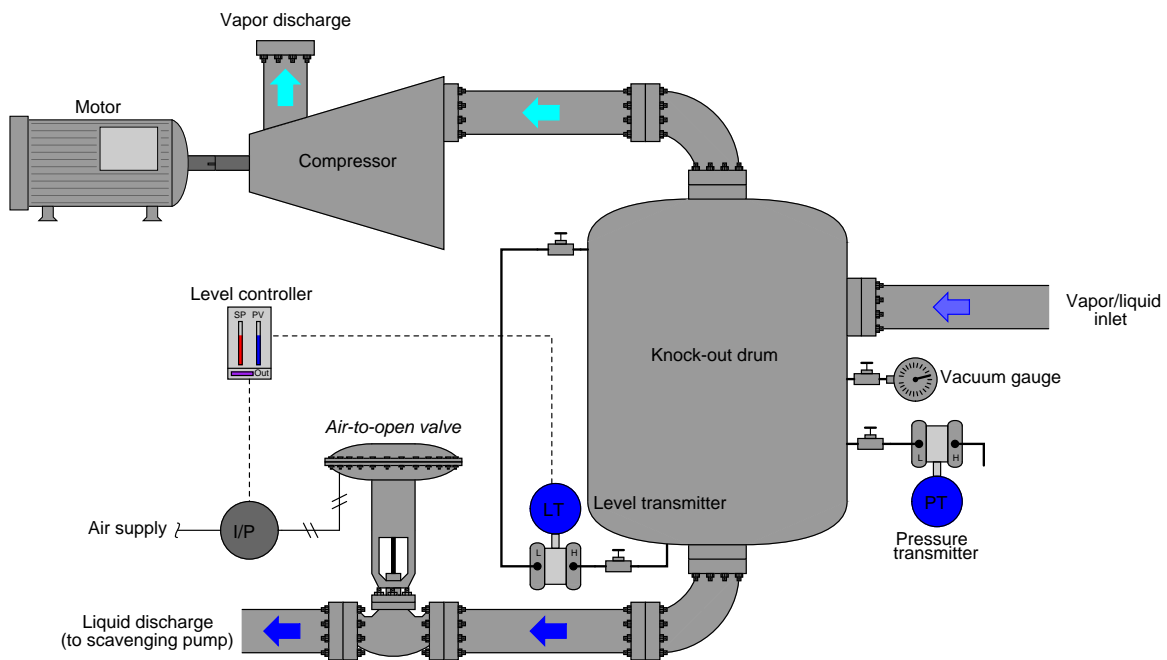 Vapor discharge
Motor
Compressor
Level controller
SP PV
Out
Knock-out drum
Vapor/liquid
inlet
Vacuum gauge
Air-to-open valve
L H
PT
Pressure
transmitter
LT
Level transmitter
L H
Air supply
I/P
Liquid discharge
(to scavenging pump)